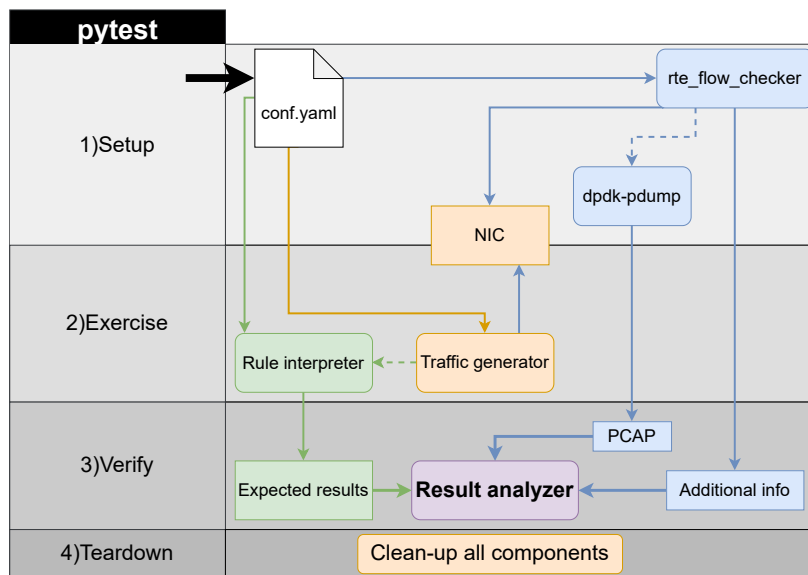 pytest
1)Setup
conf.yaml
rte_flow_checker
dpdk-pdump
NIC
2)Exercise
Rule interpreter
Traffic generator
3)Verify
PCAP
Expected results
Result analyzer
Additional info
4)Teardown
Clean-up all components